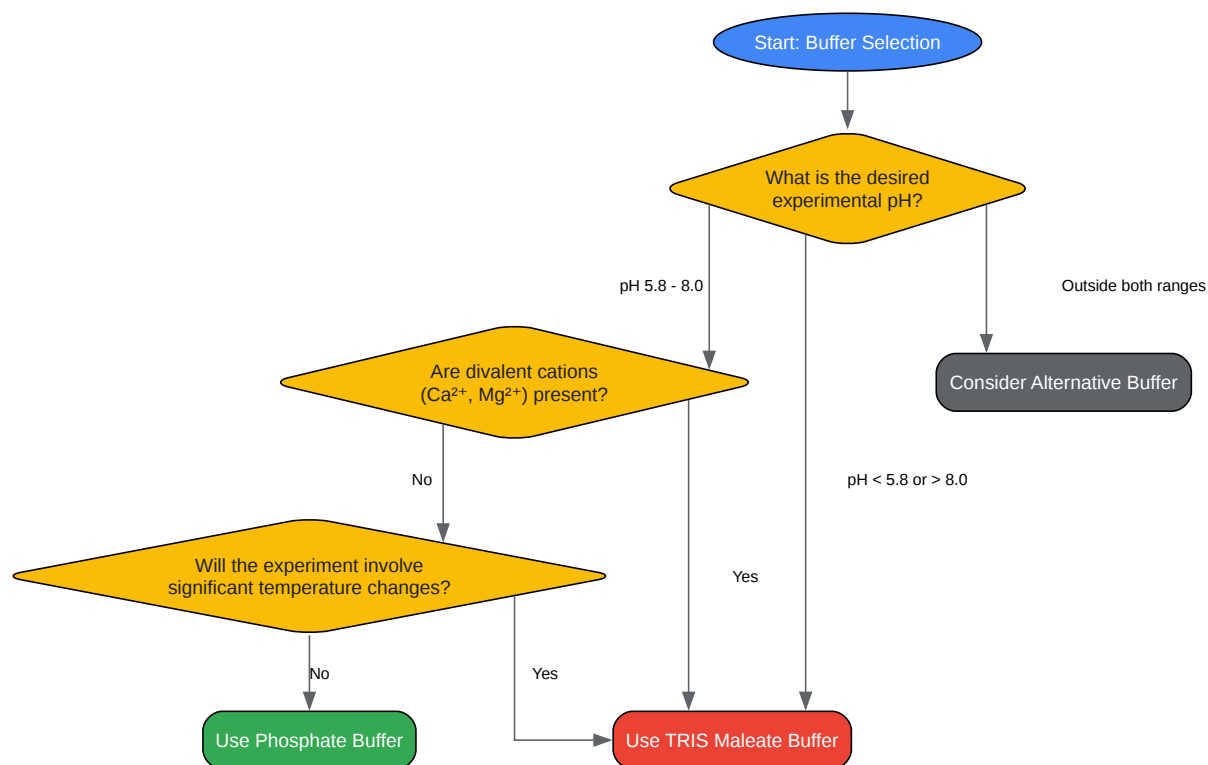 Start: Buffer Selection
What is the desired
experimental pH?
pH 5.8 - 8.0
Outside both ranges
Are divalent cations
(Ca²⁺, Mg²⁺) present?
Consider Alternative Buffer
No
pH < 5.8 or > 8.0
Will the experiment involve
significant temperature changes?
Yes
No
Yes
Use Phosphate Buffer
Use TRIS Maleate Buffer